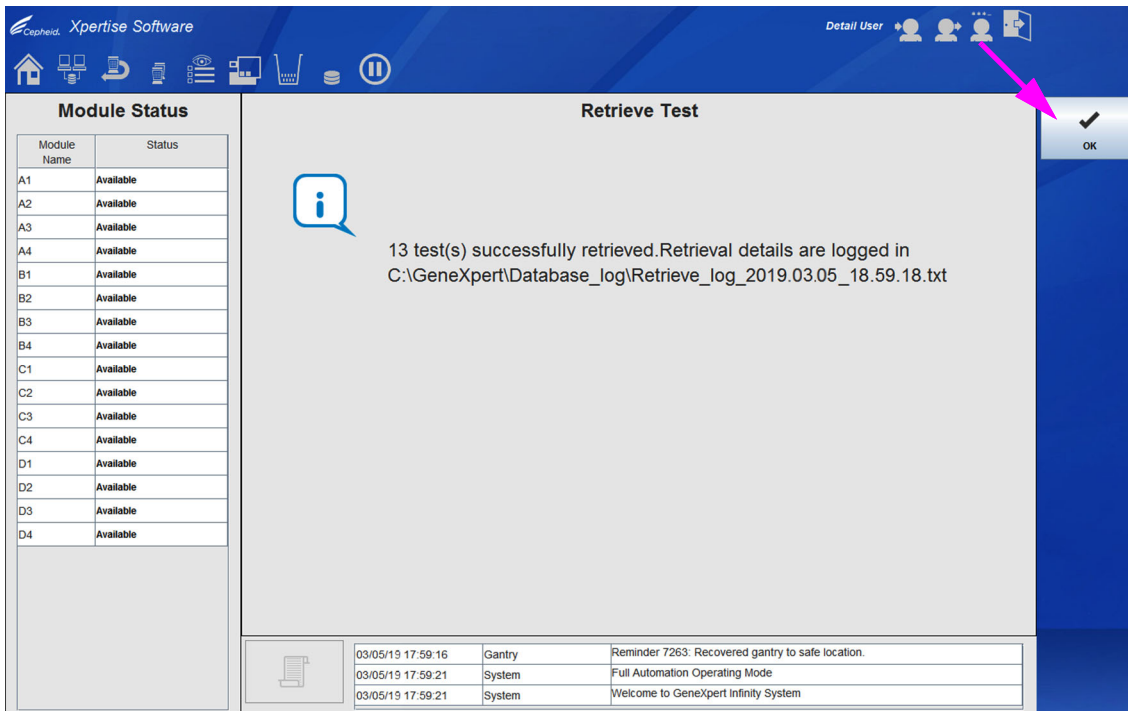 Cepheid. Xpertise Software
Detail User
Module Status
Module Name Status
A1 Available
A2 Available
A3 Available
A4 Available
B1 Available
B2 Available
B3 Available
B4 Available
C1 Available
C2 Available
C3 Available
C4 Available
D1 Available
D2 Available
D3 Available
D4 Available
Retrieve Test
13 test(s) successfully retrieved.Retrieval details are logged in
C:\GeneXpert\Database_log\Retrieve_log_2019.03.05_18.59.18.txt
OK
03/05/19 17:59:16 Gantry Reminder 7263: Recovered gantry to safe location.
03/05/19 17:59:21 System Full Automation Operating Mode
03/05/19 17:59:21 System Welcome to GeneXpert Infinity System